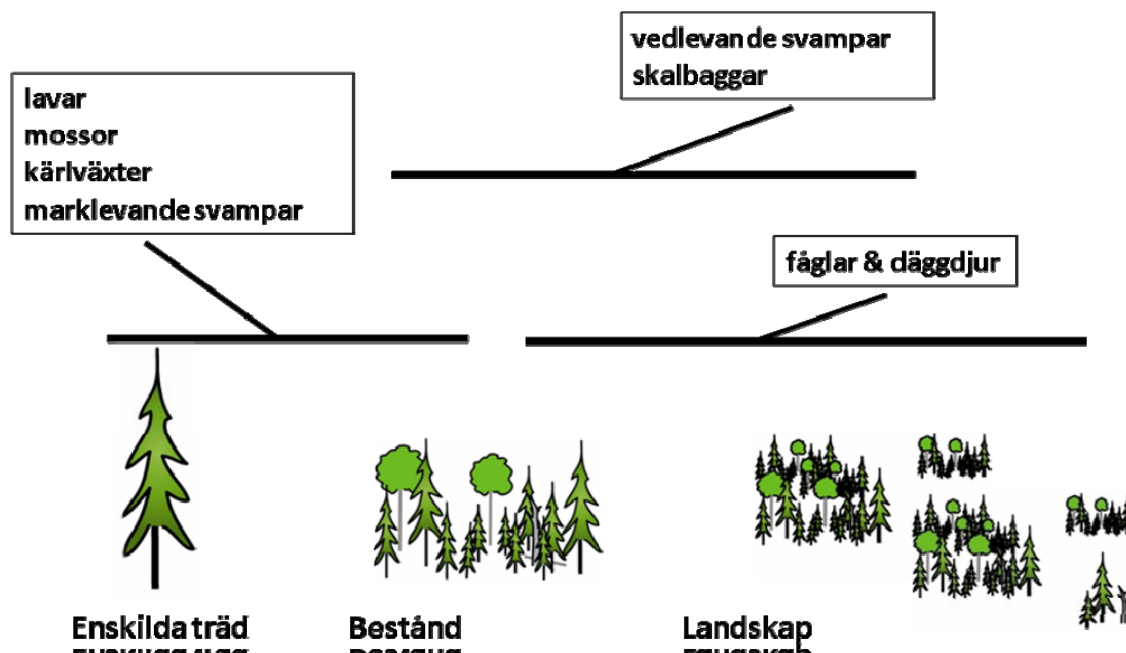 vedlevande svampar
skalbaggar
lavar
mossor
kärlväxter
marklevande svampar
fåglar & däggdjur
Enskilda träd
Bestånd
Landskap